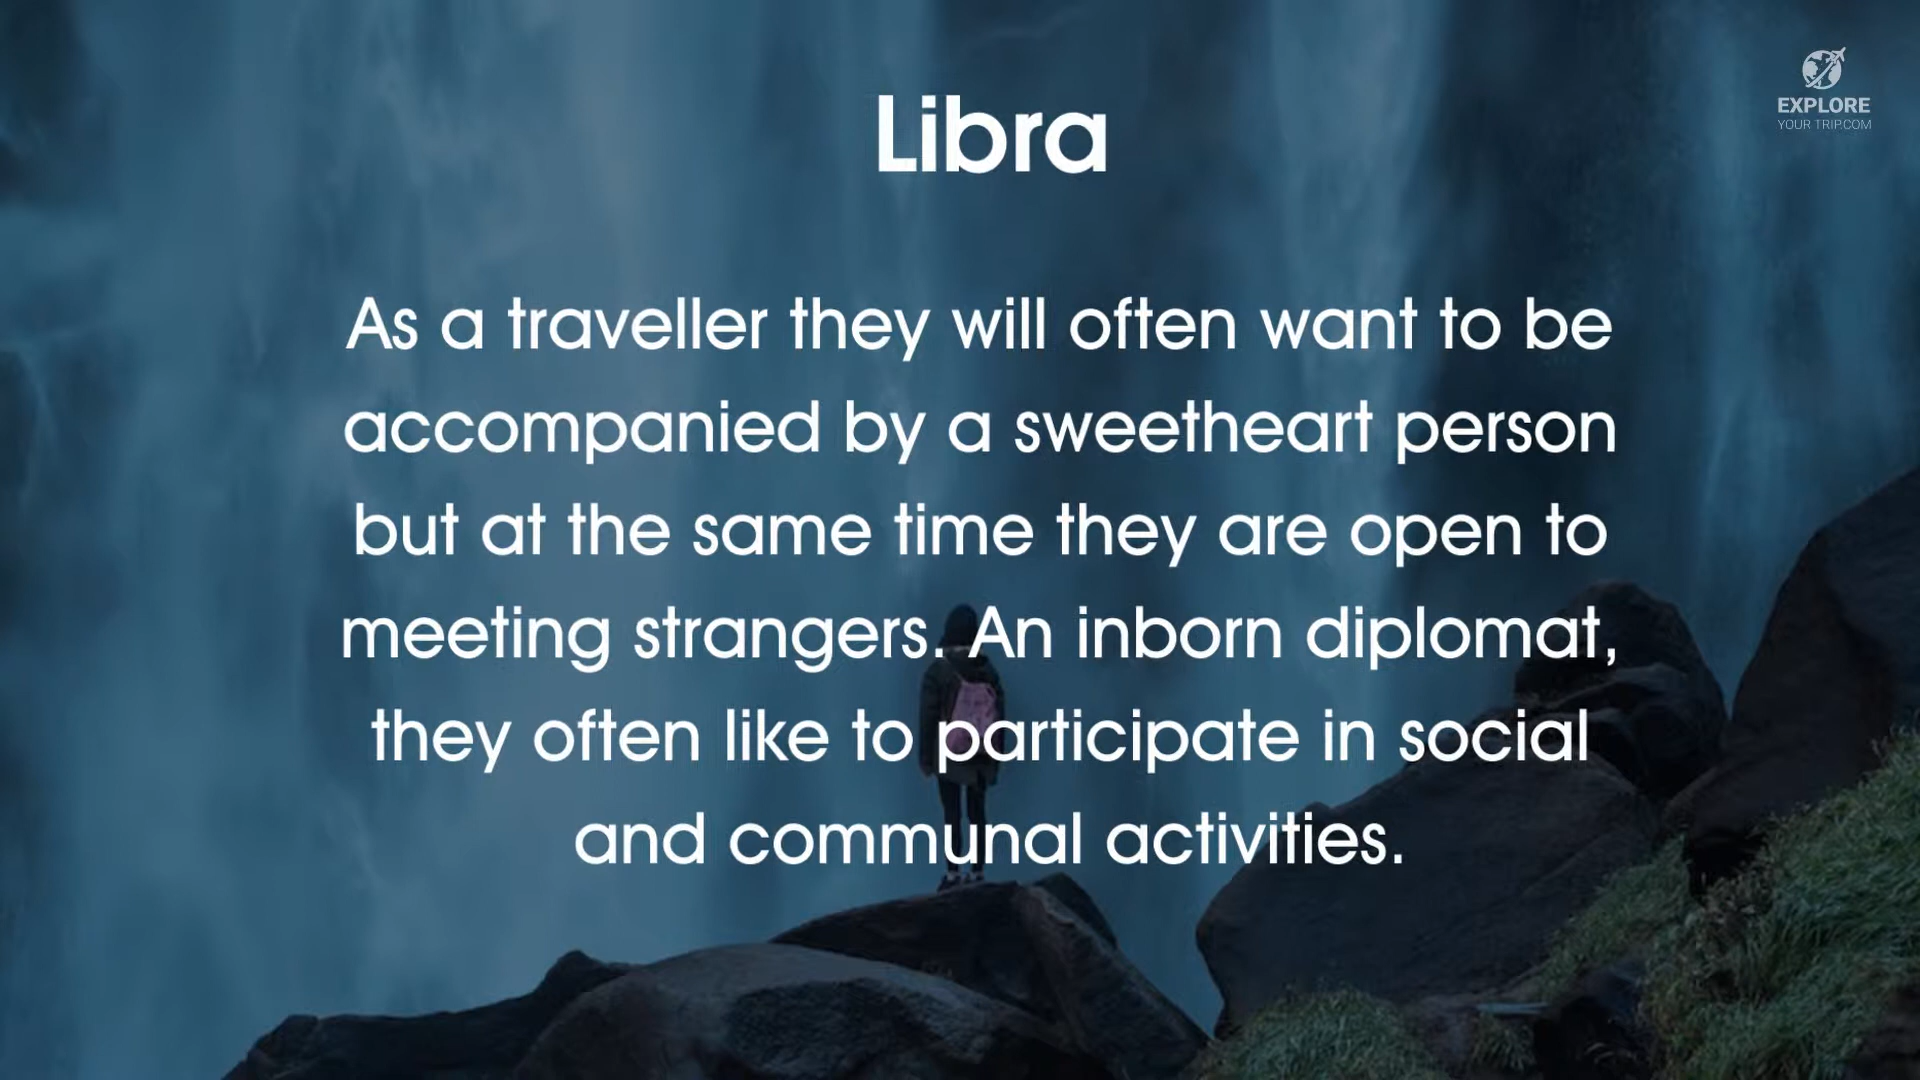 Libra
EXPLORE
YOUR TRIP.COM
As a traveller they will often want to be
accompanied by a sweetheart person
but at the same time they are open to
meeting strangers. An inborn diplomat,
they often like to participate in social
and communal activities.